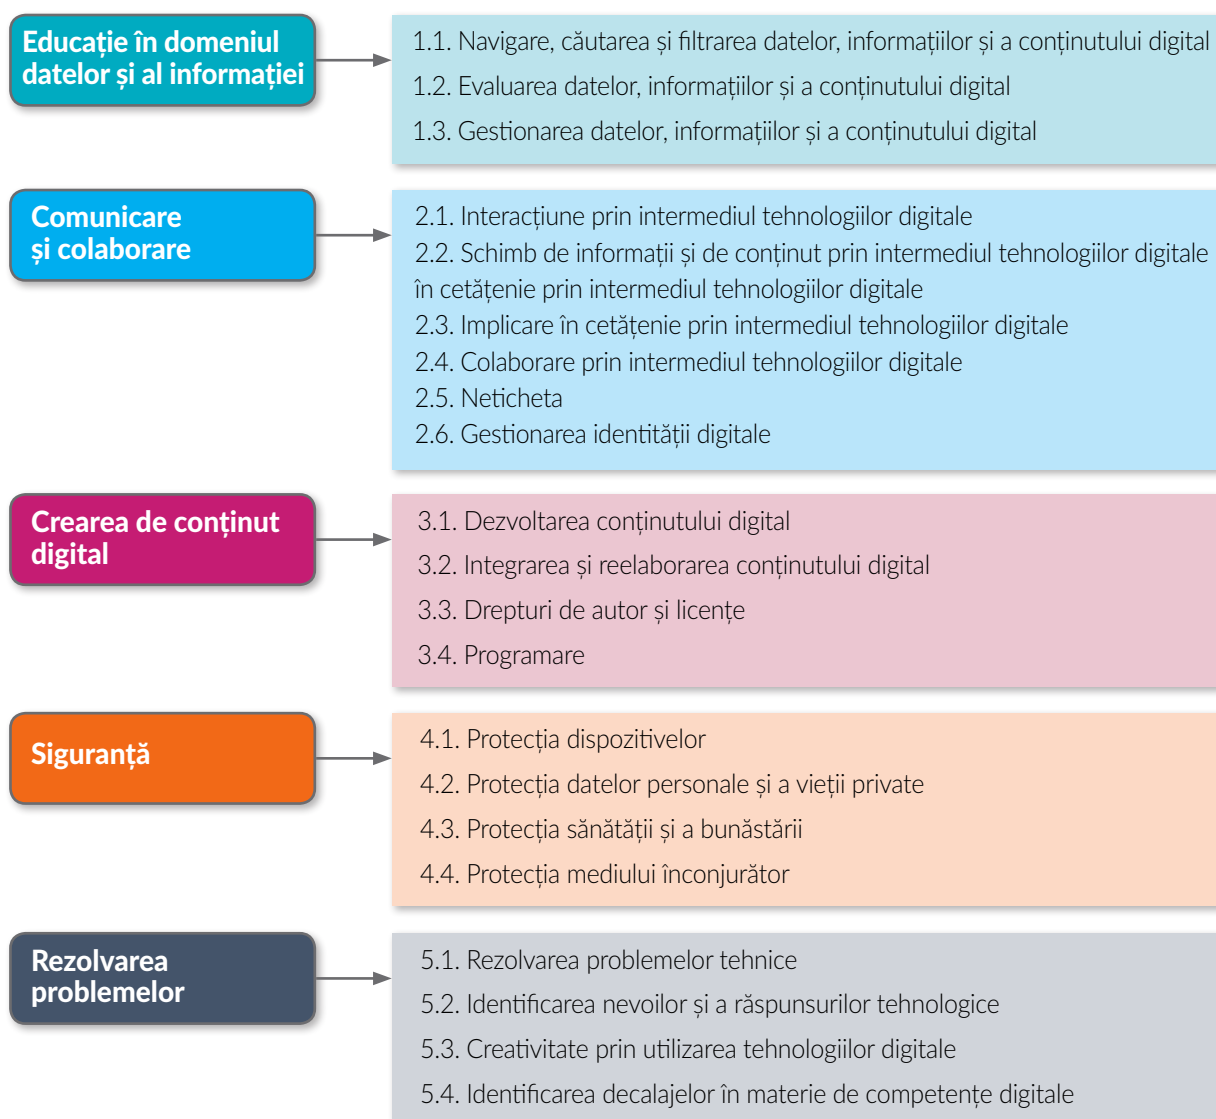 Educație în domeniul
datelor și al informației
1.1. Navigare, căutarea și filtrarea datelor, informațiilor și a conținutului digital
1.2. Evaluarea datelor, informațiilor și a conținutului digital
1.3. Gestionarea datelor, informațiilor și a conținutului digital
Comunicare
și colaborare
2.1. Interacțiune prin intermediul tehnologiilor digitale
2.2. Schimb de informații și de conținut prin intermediul tehnologiilor digitale
în cetățenie prin intermediul tehnologiilor digitale
2.3. Implicare în cetățenie prin intermediul tehnologiilor digitale
2.4. Colaborare prin intermediul tehnologiilor digitale
2.5. Neticheta
2.6. Gestionarea identității digitale
Crearea de conținut
digital
3.1. Dezvoltarea conținutului digital
3.2. Integrarea și reelaborarea conținutului digital
3.3. Drepturi de autor și licențe
3.4. Programare
Siguranță
4.1. Protecția dispozitivelor
4.2. Protecția datelor personale și a vieții private
4.3. Protecția sănătății și a bunăstării
4.4. Protecția mediului înconjurător
Rezolvarea
problemelor
5.1. Rezolvarea problemelor tehnice
5.2. Identificarea nevoilor și a răspunsurilor tehnologice
5.3. Creativitate prin utilizarea tehnologiilor digitale
5.4. Identificarea decalajelor în materie de competențe digitale